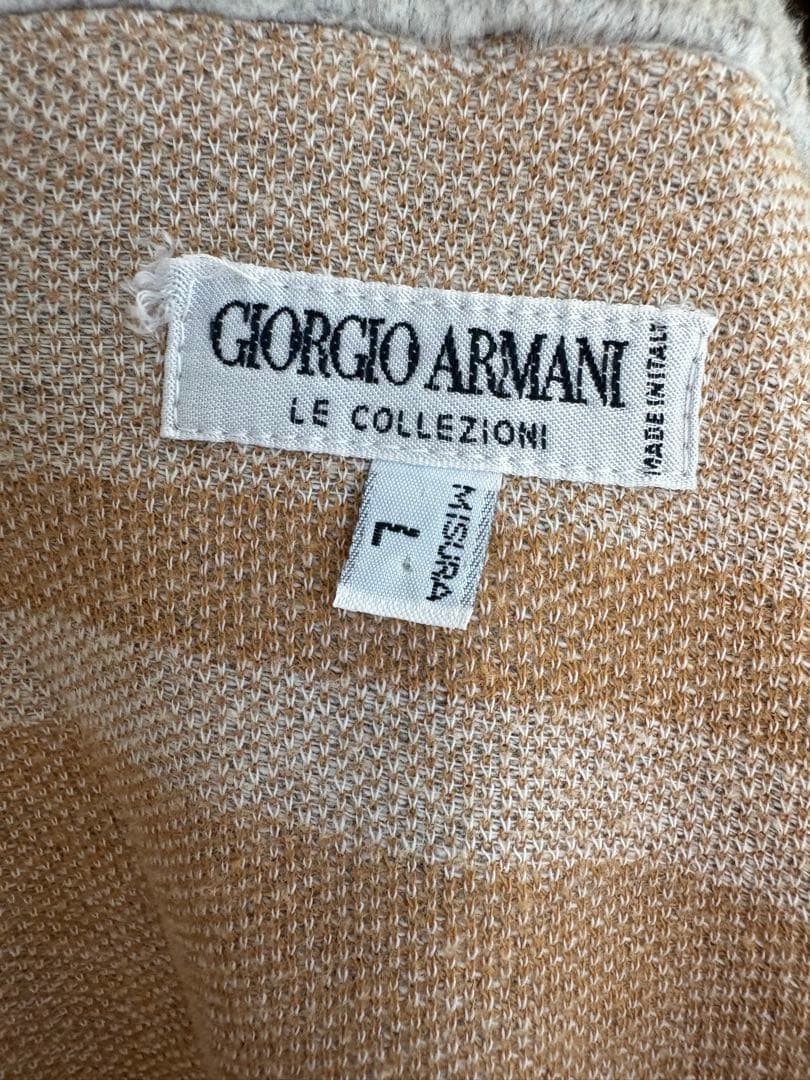 GIORGIO ARMANI
LE COLLEZIONI
MADE IN ITALY
MISURA
L